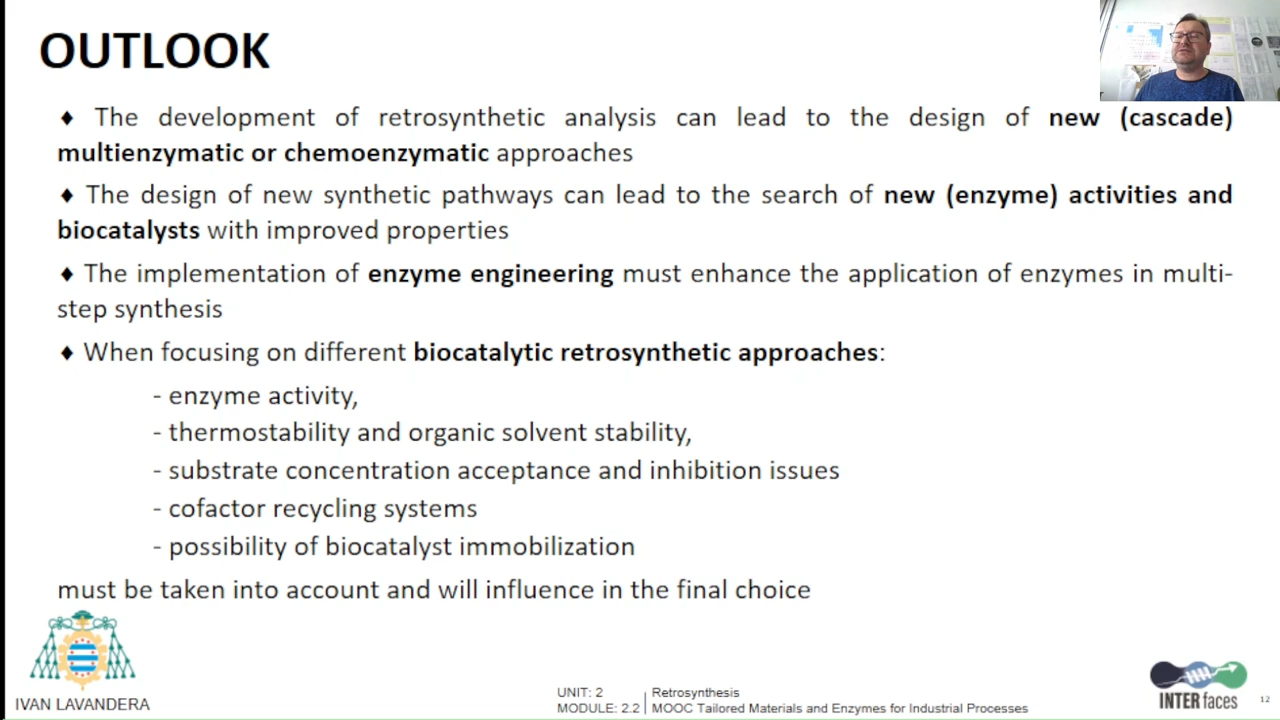 OUTLOOK
♦ The development of retrosynthetic analysis can lead to the design of new (cascade)
multienzymatic or chemoenzymatic approaches
♦ The design of new synthetic pathways can lead to the search of new (enzyme) activities and
biocatalysts with improved properties
♦ The implementation of enzyme engineering must enhance the application of enzymes in multi-
step synthesis
♦ When focusing on different biocatalytic retrosynthetic approaches:
- enzyme activity,
- thermostability and organic solvent stability,
- substrate concentration acceptance and inhibition issues
- cofactor recycling systems
- possibility of biocatalyst immobilization
must be taken into account and will influence in the final choice
IVAN LAVANDERA
UNIT: 2 Retrosynthesis
MODULE: 2.2 MOOC Tailored Materials and Enzymes for Industrial Processes
INTERfaces
12